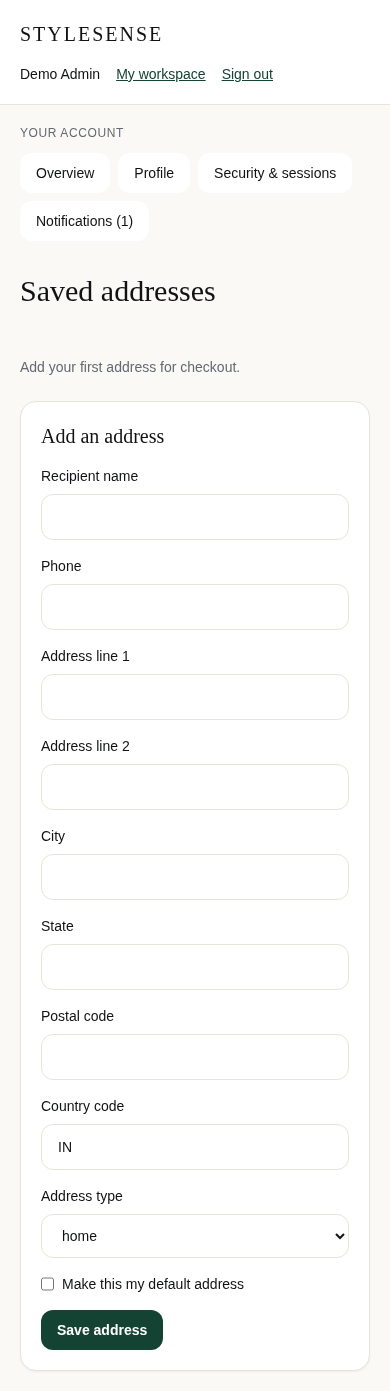 STYLESENSE
Demo Admin My workspace Sign out
YOUR ACCOUNT
Overview Profile Security & sessions
Notifications (1)
Saved addresses
Add your first address for checkout.
Add an address
Recipient name
Phone
Address line 1
Address line 2
City
State
Postal code
Country code
IN
Address type
home
Make this my default address
Save address